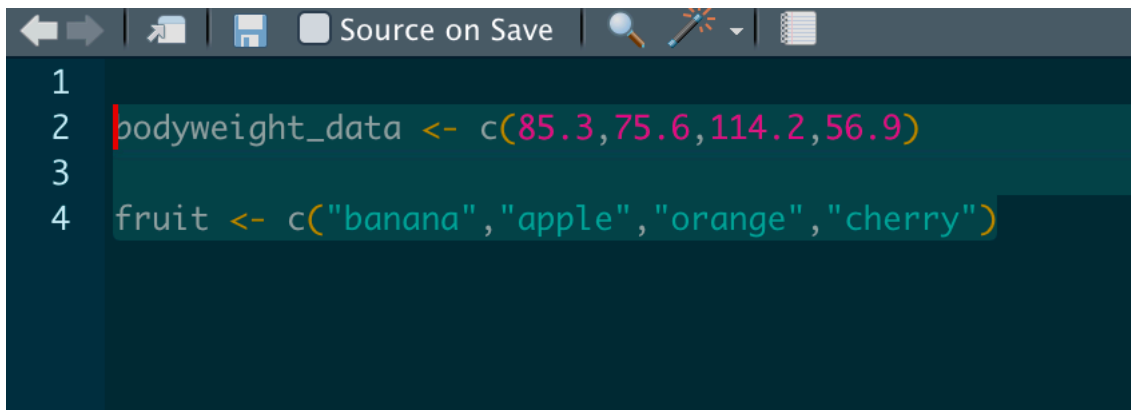 Source on Save
1
2 bodyweight_data <- c(85.3,75.6,114.2,56.9)
3
4 fruit <- c("banana","apple","orange","cherry")